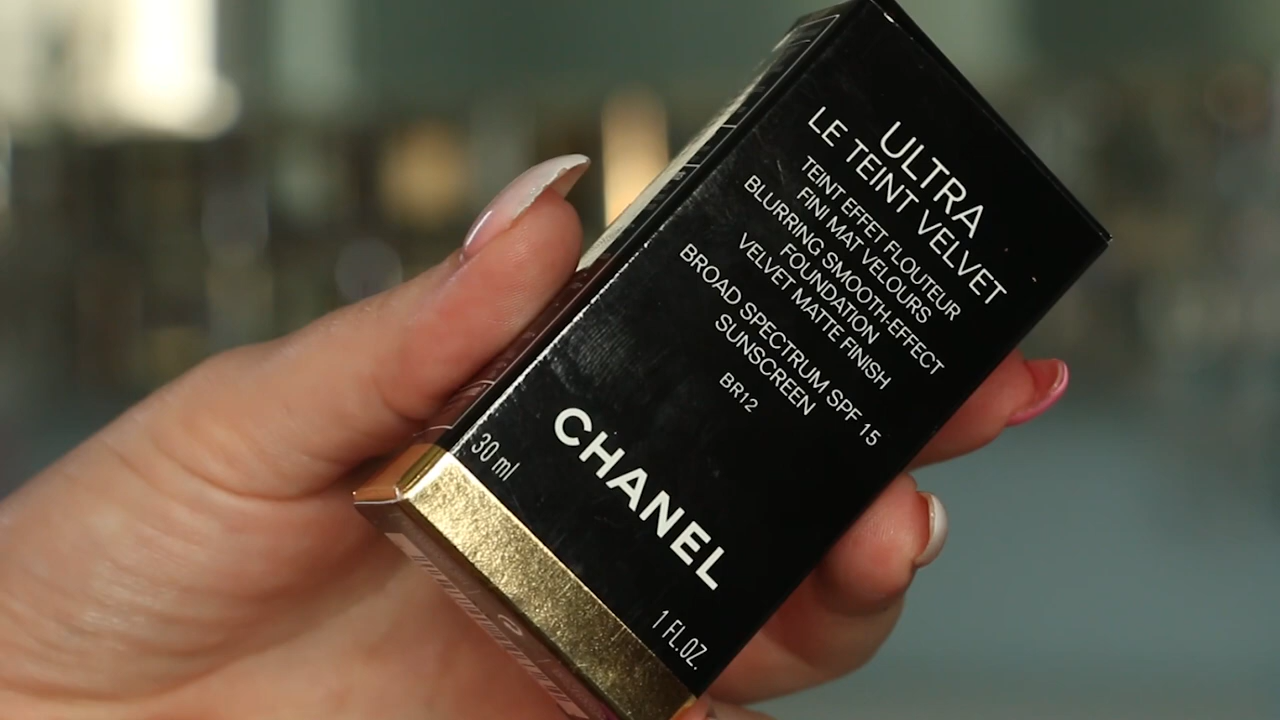 ULTRA
LE TEINT VELVET
TEINT EFFET FLOUTEUR
FINI MAT VELOURS
BLURRING SMOOTH-EFFECT
FOUNDATION
VELVET MATTE FINISH
BROAD SPECTRUM SPF 15
SUNSCREEN
BR12
CHANEL
30 ml
1 FL.OZ.